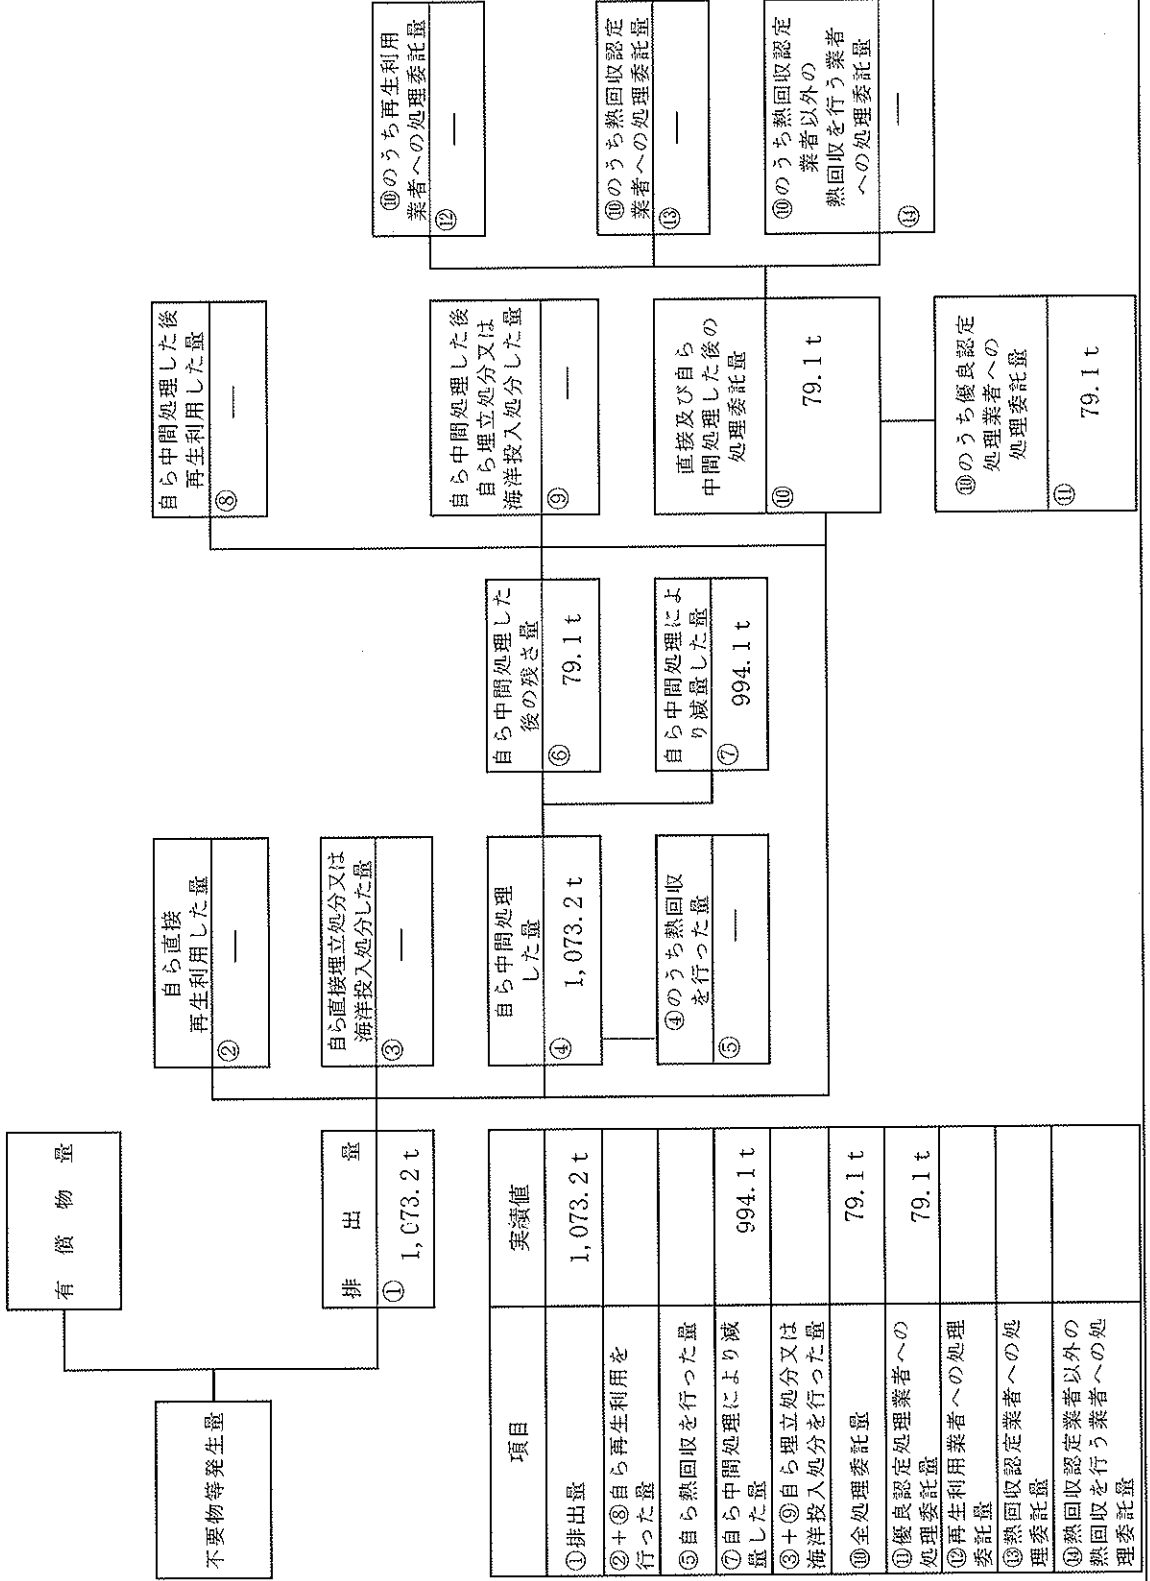 不要物等発生量
有償物量
排出量
① 1,073.2t
自ら直接
再生利用した量
② —
自ら直接埋立処分又は
海洋投入処分した量
③ —
自ら中間処理
した量
④ 1,073.2t
④のうち熱回収
を行った量
⑤ —
自ら中間処理した
後の残さ量
⑥ 79.1t
自ら中間処理によ
り減量した量
⑦ 994.1t
自ら中間処理した後
再生利用した量
⑧ —
自ら中間処理した後
自ら埋立処分又は
海洋投入処分した量
⑨ —
直接及び自ら
中間処理した後の
処理委託量
⑩ 79.1t
⑩のうち優良認定
処理業者への
処理委託量
⑪ 79.1t
⑩のうち再生利用
業者への処理委託量
⑫ —
⑩のうち熱回収認定
業者への処理委託量
⑬ —
⑩のうち熱回収認定
業者以外の
熱回収を行う業者
への処理委託量
⑭ —
項目 実績値
①排出量 1,073.2t
②+⑧自ら再生利用を
行った量
⑤自ら熱回収を行った量
⑦自ら中間処理により減
量した量 994.1t
③+⑨自ら埋立処分又は
海洋投入処分を行った量
⑩全処理委託量 79.1t
⑪優良認定処理業者への
処理委託量 79.1t
⑫再生利用業者への処理
委託量
⑬熱回収認定業者への処
理委託量
⑭熱回収認定業者以外の
熱回収を行う業者への処
理委託量